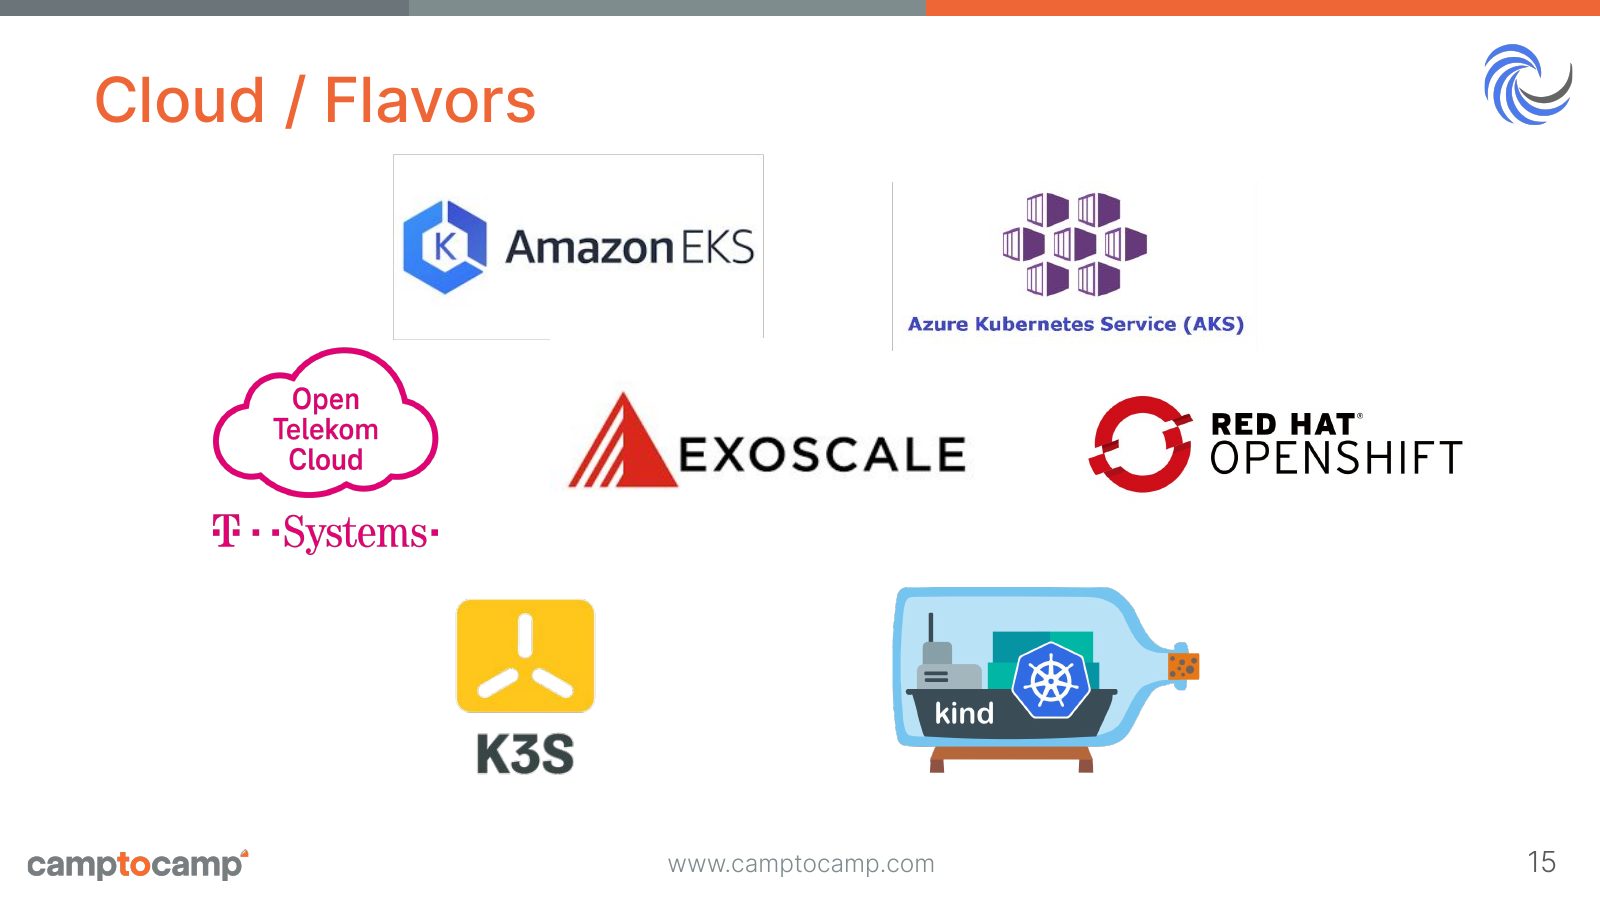 Cloud / Flavors
K
Amazon EKS
Azure Kubernetes Service (AKS)
Open
Telekom
Cloud
T··Systems·
EXOSCALE
RED HAT®
OPENSHIFT
K3S
kind
camptocamp
www.camptocamp.com
15